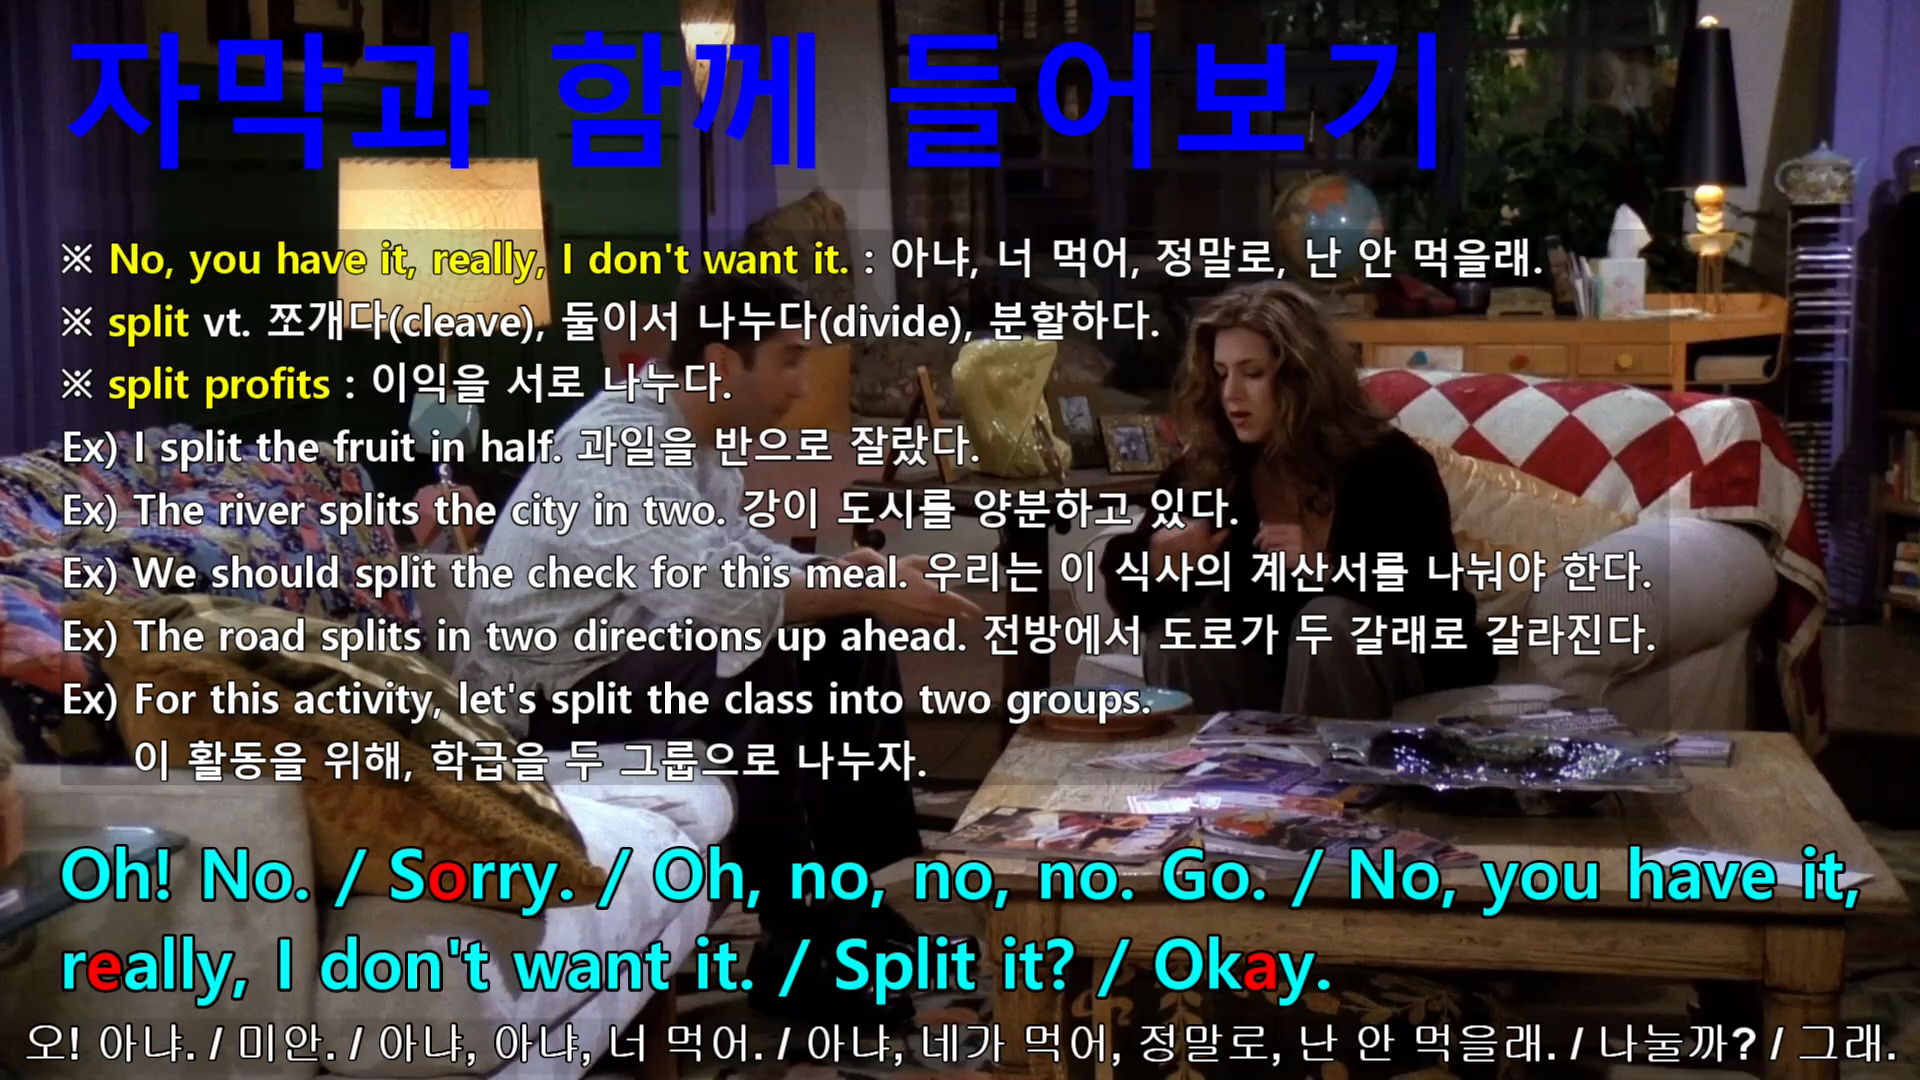 자막과 함께 들어보기
※ No, you have it, really, I don't want it. : 아냐, 너 먹어, 정말로, 난 안 먹을래.
※ split vt. 쪼개다(cleave), 둘이서 나누다(divide), 분할하다.
※ split profits : 이익을 서로 나누다.
Ex) I split the fruit in half. 과일을 반으로 잘랐다.
Ex) The river splits the city in two. 강이 도시를 양분하고 있다.
Ex) We should split the check for this meal. 우리는 이 식사의 계산서를 나눠야 한다.
Ex) The road splits in two directions up ahead. 전방에서 도로가 두 갈래로 갈라진다.
Ex) For this activity, let's split the class into two groups.
이 활동을 위해, 학급을 두 그룹으로 나누자.
Oh! No. / Sorry. / Oh, no, no, no. Go. / No, you have it,
really, I don't want it. / Split it? / Okay.
오! 아냐. / 미안. / 아냐, 아냐, 너 먹어. / 아냐, 네가 먹어, 정말로, 난 안 먹을래. / 나눌까? / 그래.